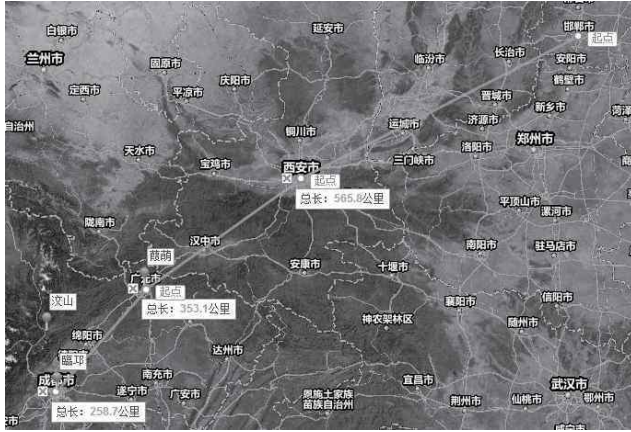 白银市
兰州市
定西市
自治州
固原市
平凉市
庆阳市
延安市
临汾市
长治市
邯郸市
起点
安阳市
鹤壁市
新乡市
晋城市
济源市
菏泽
铜川市
运城市
三门峡市
洛阳市
郑州市
天水市
宝鸡市
西安市
起点
总长:565.8公里
平顶山市
漯河市
陇南市
汉中市
安康市
十堰市
南阳市
驻马店市
葭萌
广元市
起点
总长:353.1公里
汶山
绵阳市
襄阳市
信阳市
随州市
神农架林区
达州市
臨邛
成都市
南充市
遂宁市
广安市
总长:258.7公里
恩施土家族
苗族自治州
宜昌市
荆州市
仙桃市
武汉市
鄂州市